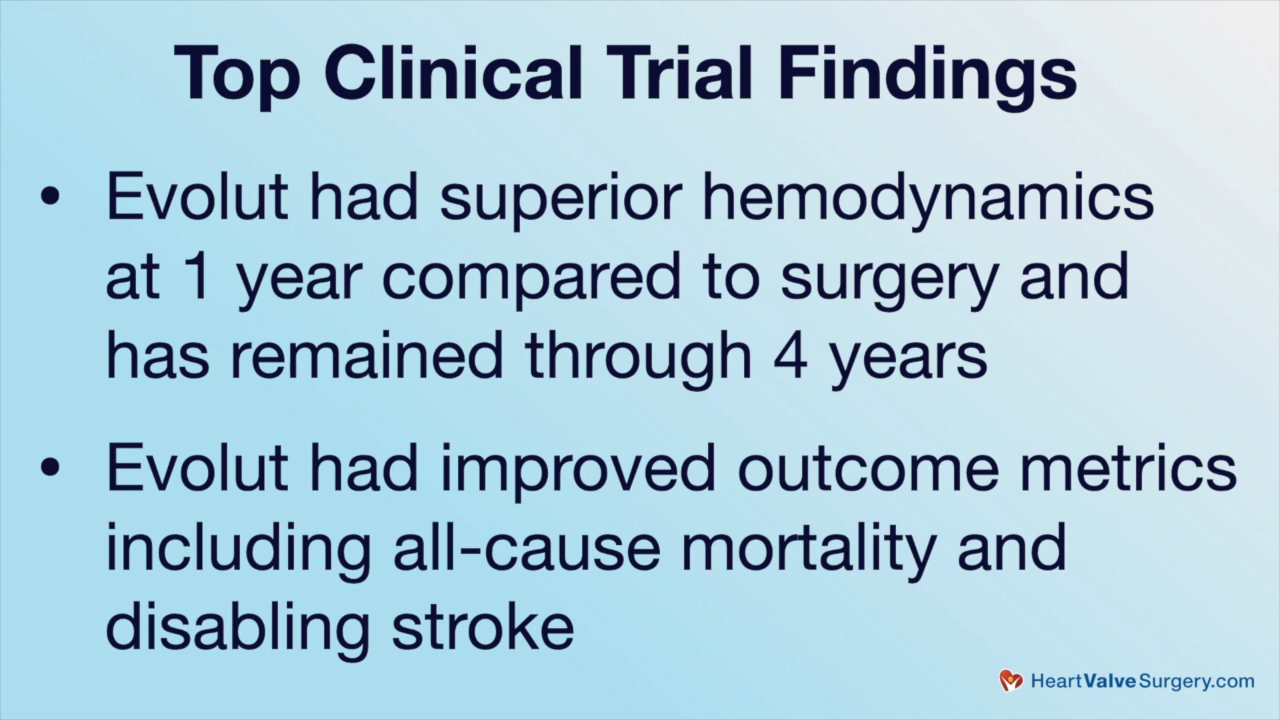 Top Clinical Trial Findings
• Evolut had superior hemodynamics
at 1 year compared to surgery and
has remained through 4 years
• Evolut had improved outcome metrics
including all-cause mortality and
disabling stroke
HeartValveSurgery.com